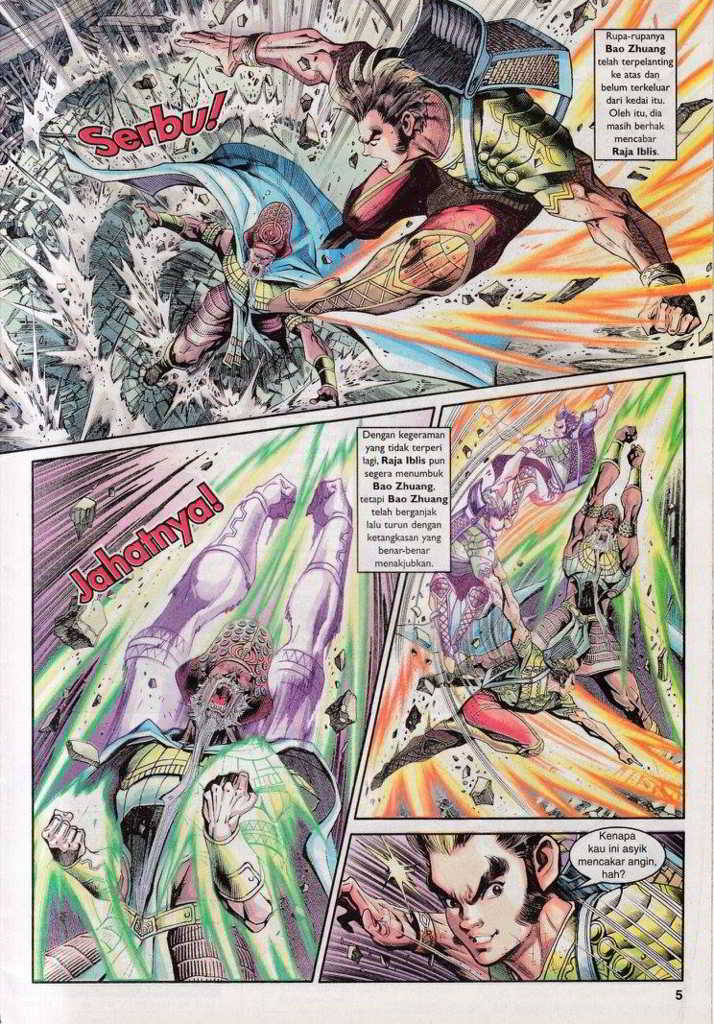 Rupa-rupanya
Bao Zhuang
telah terpelanting
ke atas dan
belum terkeluar
dari kedai itu.
Oleh itu, dia
masih berhak
mencabar
Raja Iblis.
Serbu!
Jahatnya!
Dengan kegeraman
yang tidak terperi
lagi, Raja Iblis pun
segera menumbuk
Bao Zhuang,
tetapi Bao Zhuang
telah berganjak
lalu turun dengan
ketangkasan yang
benar-benar
menakjubkan.
Kenapa
kau ini asyik
mencakar angin,
hah?
5